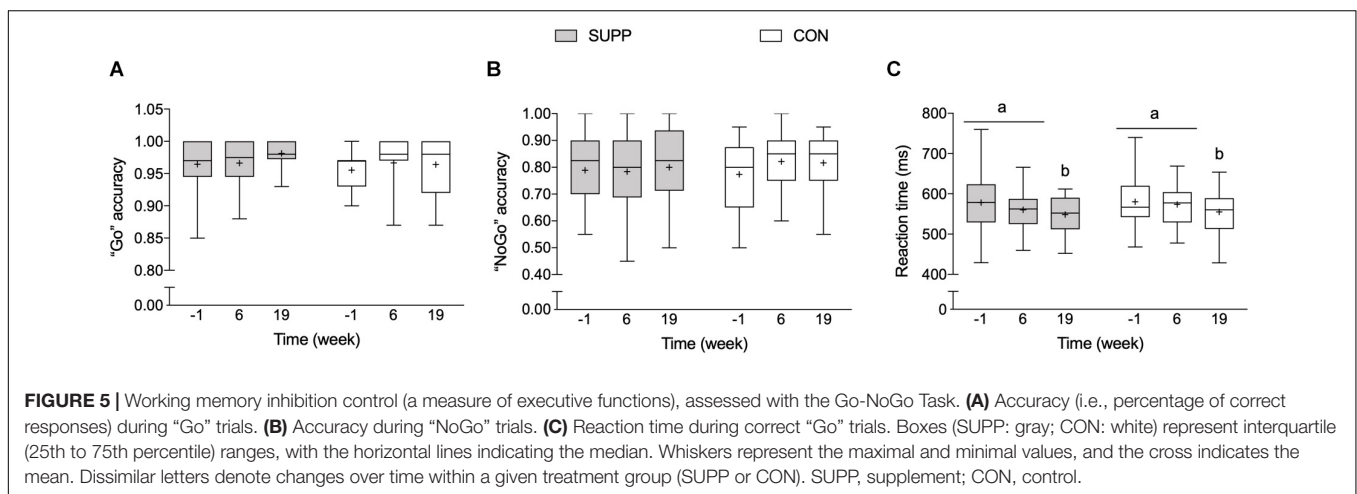 SUPP CON
A
1.05
1.00
0.95
0.90
0.85
0.80
0.00
"Go" accuracy
-1 6 19 -1 6 19
Time (week)
B
1.00
0.90
0.80
0.70
0.60
0.50
0.40
0.00
"NoGo" accuracy
-1 6 19 -1 6 19
Time (week)
C
800
700
600
500
400
0
Reaction time (ms)
a a
b b
-1 6 19 -1 6 19
Time (week)
FIGURE 5 | Working memory inhibition control (a measure of executive functions), assessed with the Go-NoGo Task. (A) Accuracy (i.e., percentage of correct
responses) during “Go” trials. (B) Accuracy during “NoGo” trials. (C) Reaction time during correct “Go” trials. Boxes (SUPP: gray; CON: white) represent interquartile
(25th to 75th percentile) ranges, with the horizontal lines indicating the median. Whiskers represent the maximal and minimal values, and the cross indicates the
mean. Dissimilar letters denote changes over time within a given treatment group (SUPP or CON). SUPP, supplement; CON, control.